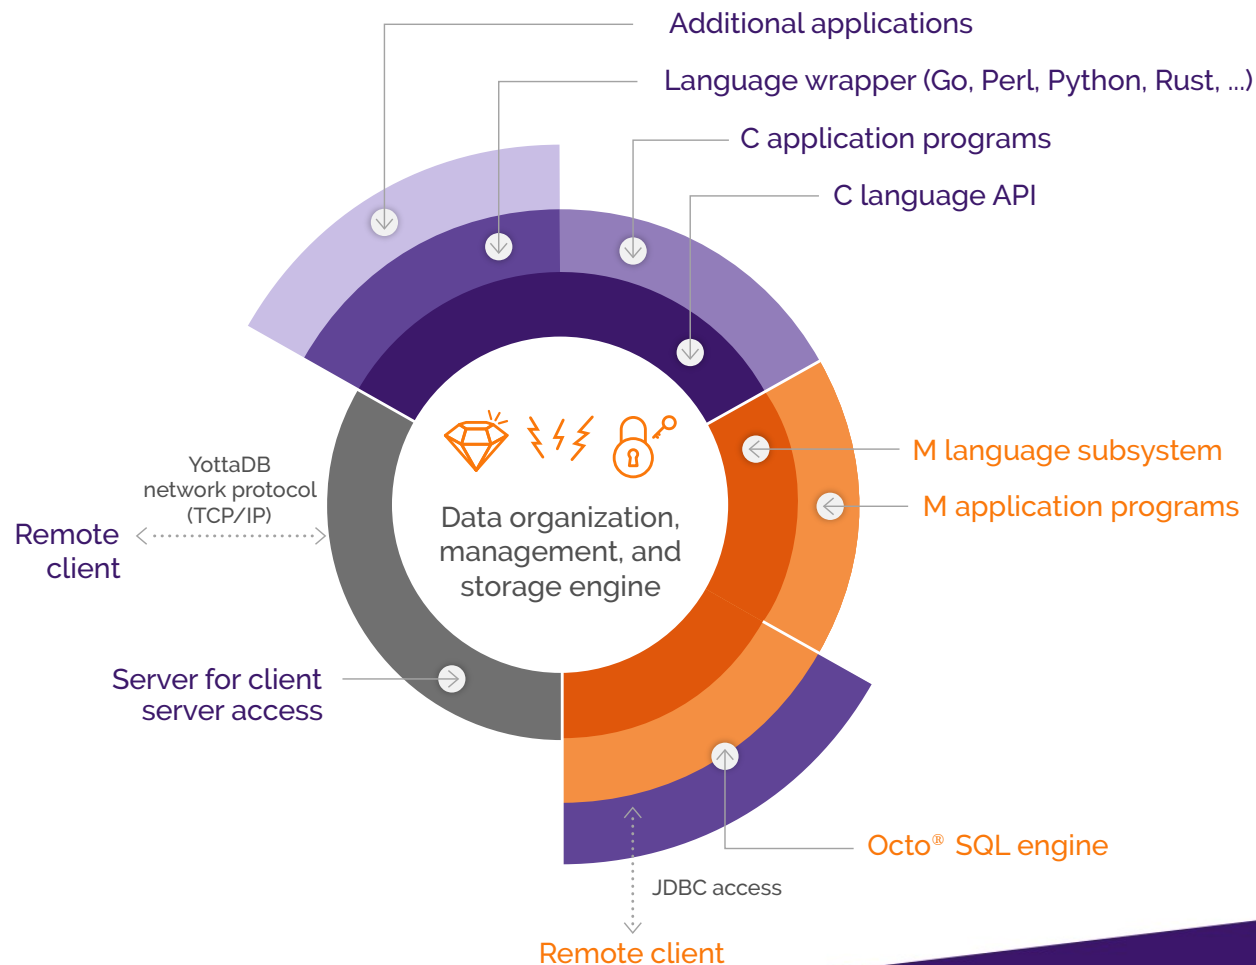 Additional applications
Language wrapper (Go, Perl, Python, Rust, ...)
C application programs
C language API
M language subsystem
M application programs
YottaDB
network protocol
(TCP/IP)
Remote
client
Data organization,
management, and
storage engine
Server for client
server access
Octo® SQL engine
JDBC access
Remote client